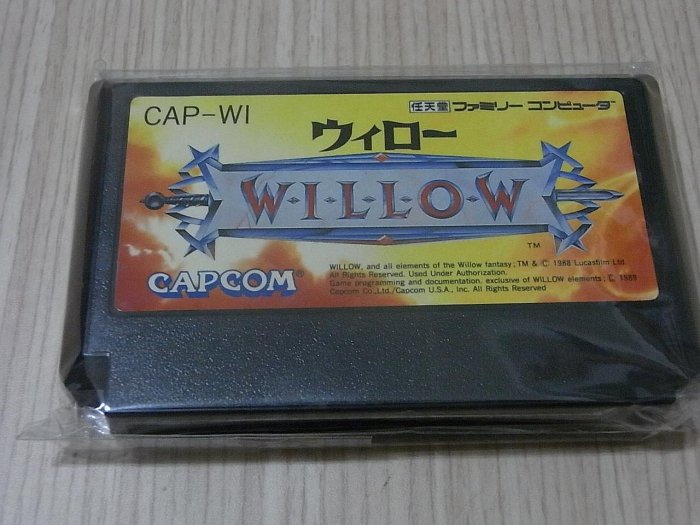 CAP-WI
任天堂 ファミリーコンピュータ
ウィロー
W·I·L·L·O·W
TM
CAPCOM®
WILLOW, and all elements of the Willow fantasy; TM & © 1988 Lucasfilm Ltd.
All Rights Reserved. Used Under Authorization.
Game programming and documentation, exclusive of WILLOW elements; © 1989
Capcom Co.,Ltd./Capcom U.S.A., Inc. All Rights Reserved